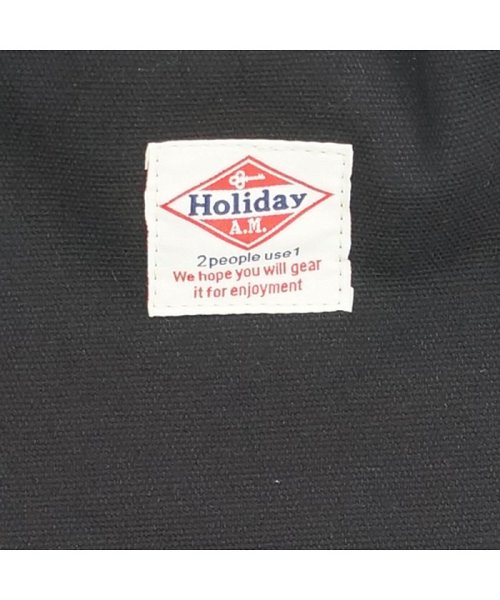 Holiday
A.M.
2people use1
We hope you will gear
it for enjoyment